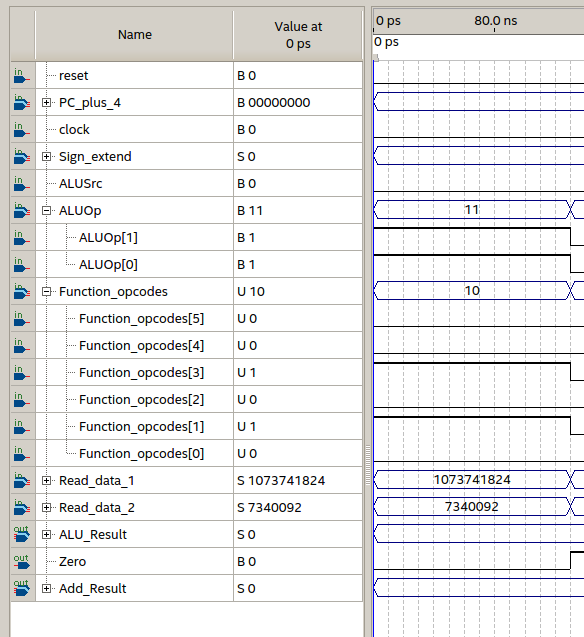 Name Value at 0 ps 0 ps 80.0 ns
0 ps
in reset B 0
in PC_plus_4 B 00000000
in clock B 0
in Sign_extend S 0
in ALUSrc B 0
in ALUOp B 11 11
in ALUOp[1] B 1
in ALUOp[0] B 1
in Function_opcodes U 10 10
in Function_opcodes[5] U 0
in Function_opcodes[4] U 0
in Function_opcodes[3] U 1
in Function_opcodes[2] U 0
in Function_opcodes[1] U 1
in Function_opcodes[0] U 0
in Read_data_1 S 1073741824 1073741824
in Read_data_2 S 7340092 7340092
out ALU_Result S 0
out Zero B 0
out Add_Result S 0